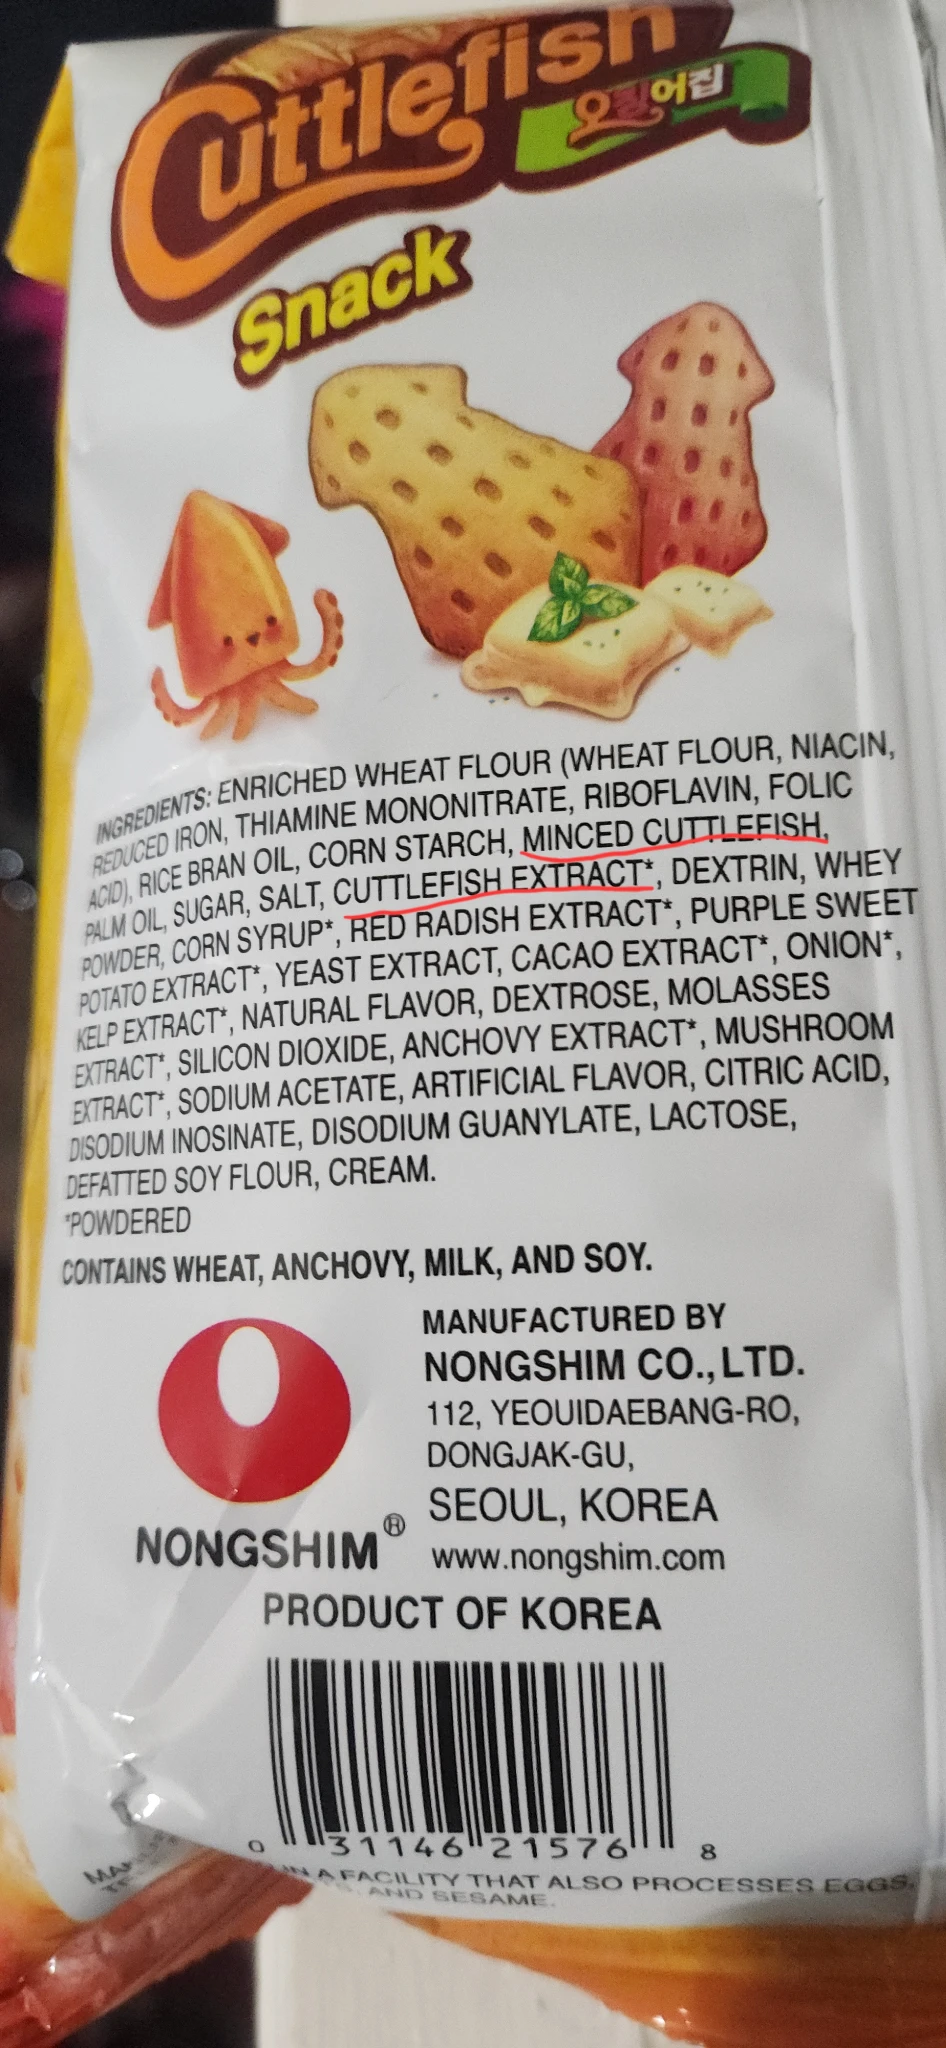 Cuttlefish
오징어집
Snack
INGREDIENTS: ENRICHED WHEAT FLOUR (WHEAT FLOUR, NIACIN,
REDUCED IRON, THIAMINE MONONITRATE, RIBOFLAVIN, FOLIC
ACID), RICE BRAN OIL, CORN STARCH, MINCED CUTTLEFISH,
PALM OIL, SUGAR, SALT, CUTTLEFISH EXTRACT*, DEXTRIN, WHEY
POWDER, CORN SYRUP*, RED RADISH EXTRACT*, PURPLE SWEET
POTATO EXTRACT*, YEAST EXTRACT, CACAO EXTRACT*, ONION*,
KELP EXTRACT*, NATURAL FLAVOR, DEXTROSE, MOLASSES
EXTRACT*, SILICON DIOXIDE, ANCHOVY EXTRACT*, MUSHROOM
EXTRACT*, SODIUM ACETATE, ARTIFICIAL FLAVOR, CITRIC ACID,
DISODIUM INOSINATE, DISODIUM GUANYLATE, LACTOSE,
DEFATTED SOY FLOUR, CREAM.
*POWDERED
CONTAINS WHEAT, ANCHOVY, MILK, AND SOY.
MANUFACTURED BY
NONGSHIM CO., LTD.
112, YEOUIDAEBANG-RO,
DONGJAK-GU,
SEOUL, KOREA
NONGSHIM® www.nongshim.com
PRODUCT OF KOREA
0 31146 21576 8
IN A FACILITY THAT ALSO PROCESSES EGGS,
AND SESAME.